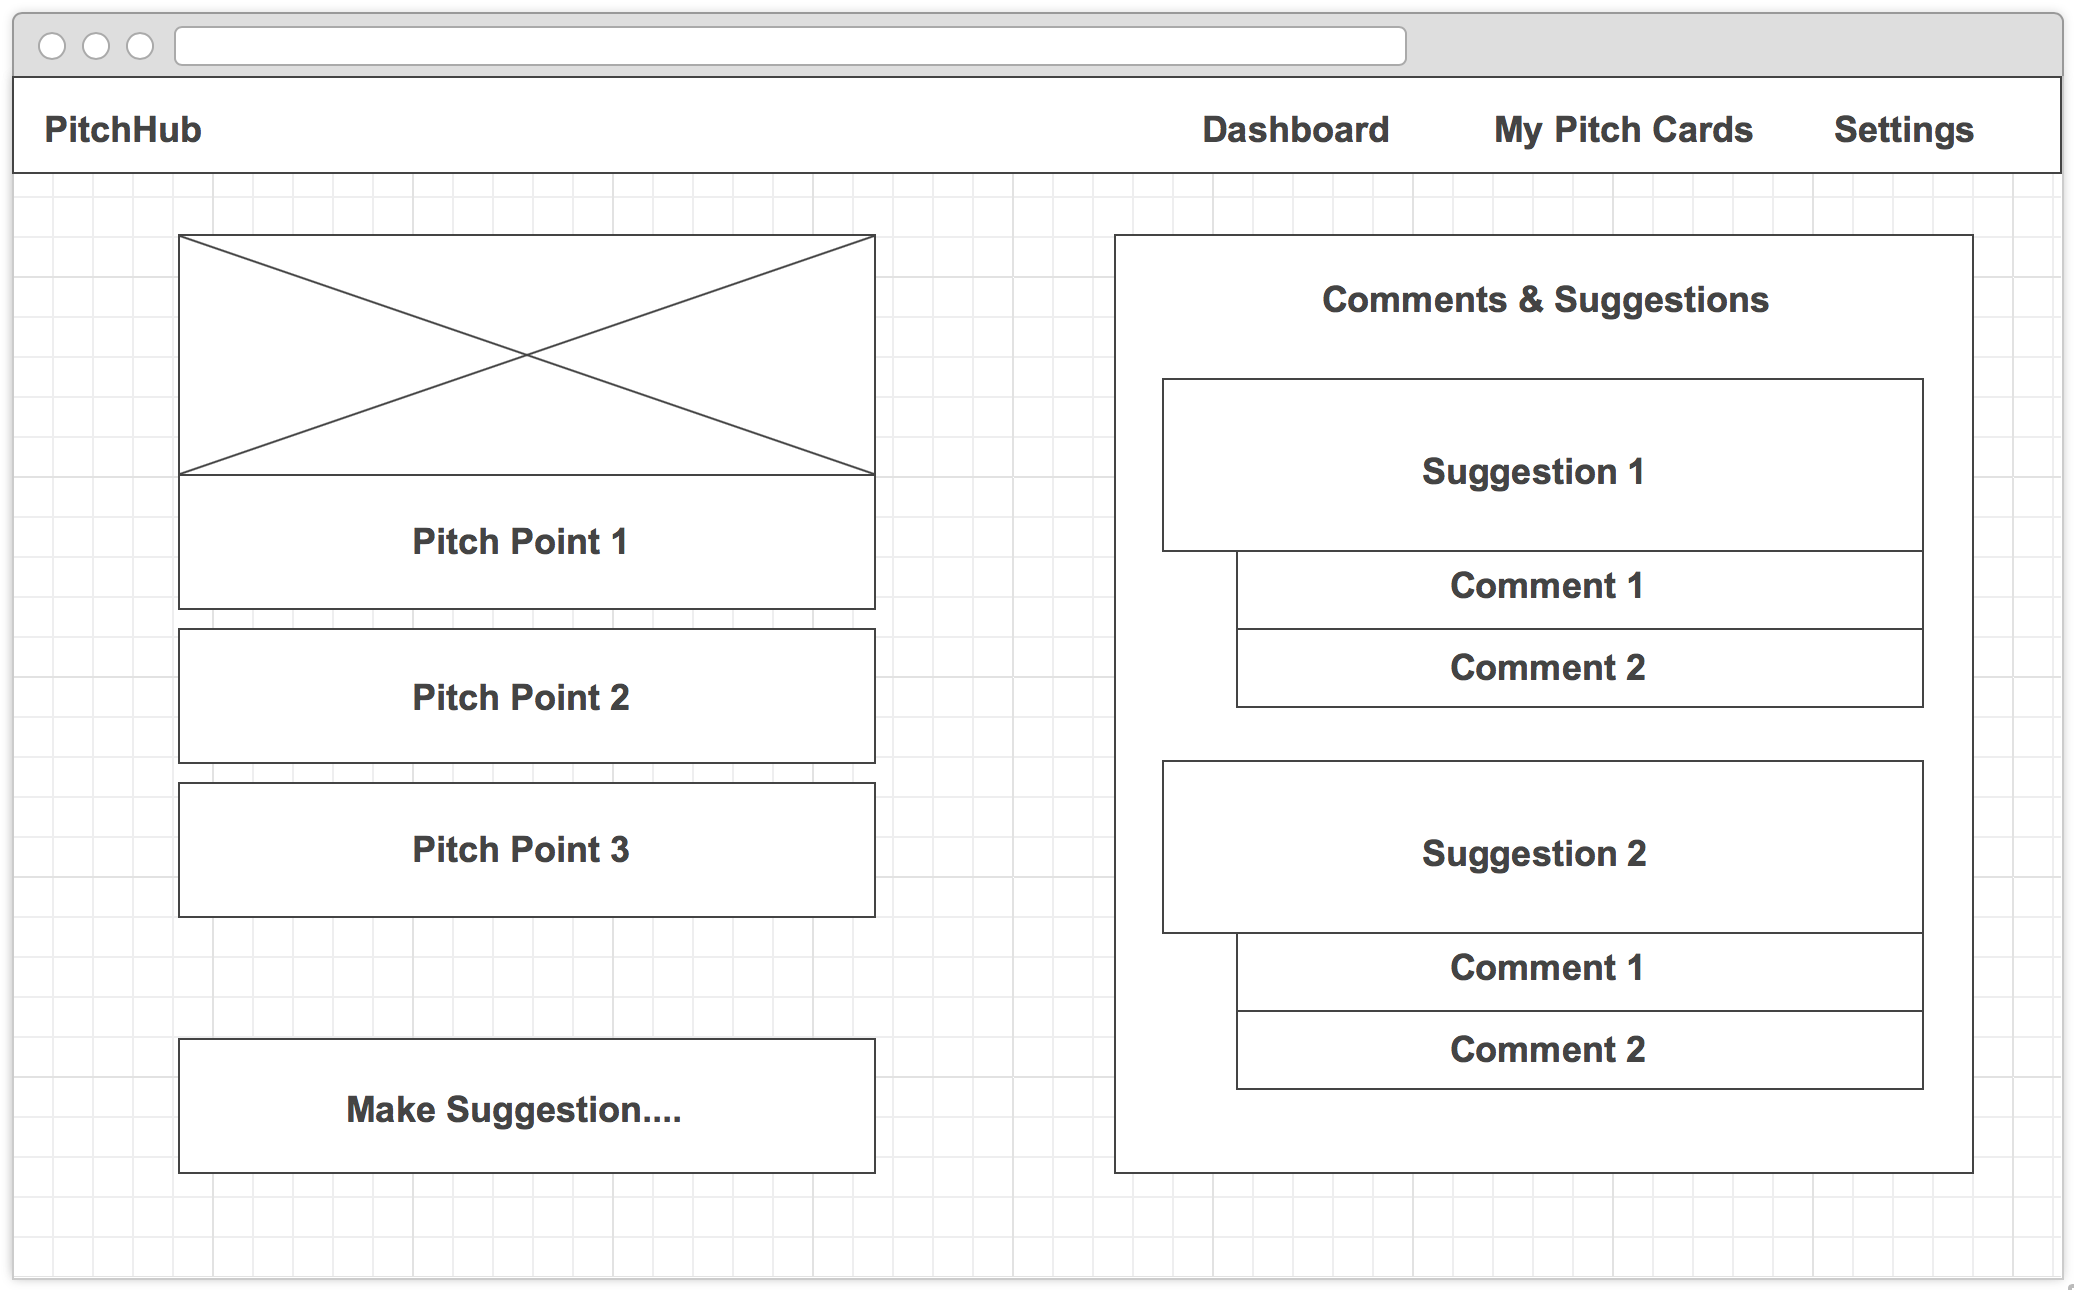 PitchHub
Dashboard
My Pitch Cards
Settings
Pitch Point 1
Pitch Point 2
Pitch Point 3
Make Suggestion....
Comments & Suggestions
Suggestion 1
Comment 1
Comment 2
Suggestion 2
Comment 1
Comment 2